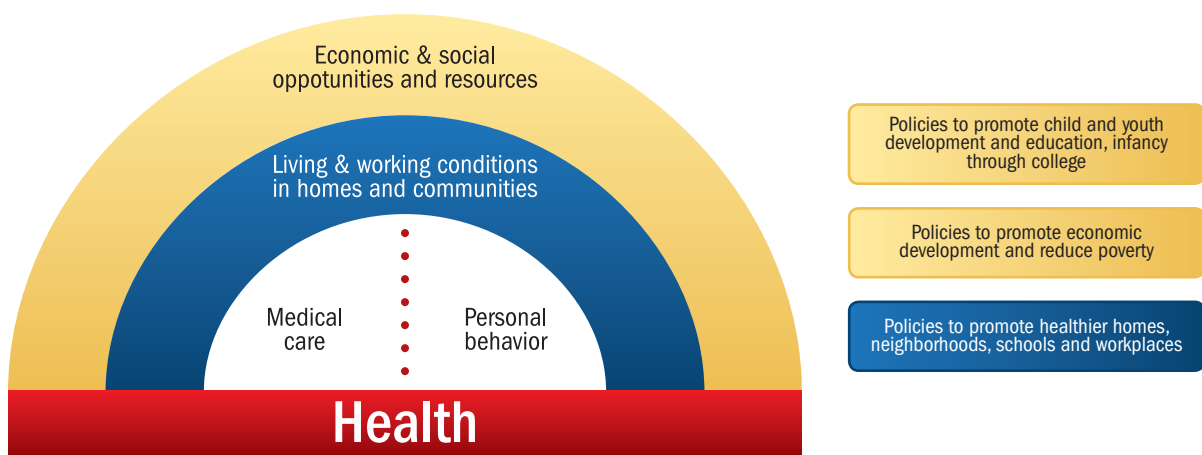 Economic & social
oppotunities and resources
Living & working conditions
in homes and communities
Medical
care
Personal
behavior
Health
Policies to promote child and youth
development and education, infancy
through college
Policies to promote economic
development and reduce poverty
Policies to promote healthier homes,
neighborhoods, schools and workplaces